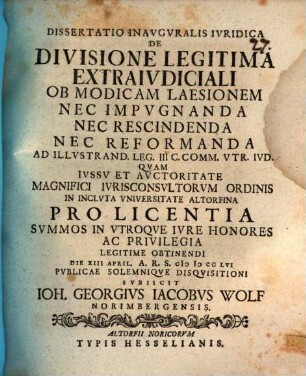 DISSERTATIO INAVGVRALIS IVRIDICA
DE
27.
DIVISIONE LEGITIMA
EXTRAIVDICIALI
OB MODICAM LAESIONEM
NEC IMPVGNANDA
NEC RESCINDENDA
NEC REFORMANDA
AD ILLVSTRAND. LEG. III C. COMM. VTR. IVD.
QVAM
IVSSV ET AVCTORITATE
MAGNIFICI IVRISCONSVLTORVM ORDINIS
IN INCLVTA VNIVERSITATE ALTORFINA
PRO LICENTIA
SVMMOS IN VTROQVE IVRE HONORES
AC PRIVILEGIA
LEGITIME OBTINENDI
DIE XIII APRIL. A. R. S. cIɔ Iɔ CC LVI
PVBLICAE SOLEMNIQVE DISQVISITIONI
SVBIICIT
IOH. GEORGIVS IACOBVS WOLF
NORIMBERGENSIS.
ALTORFII NORICORVM
TYPIS HESSELIANIS.